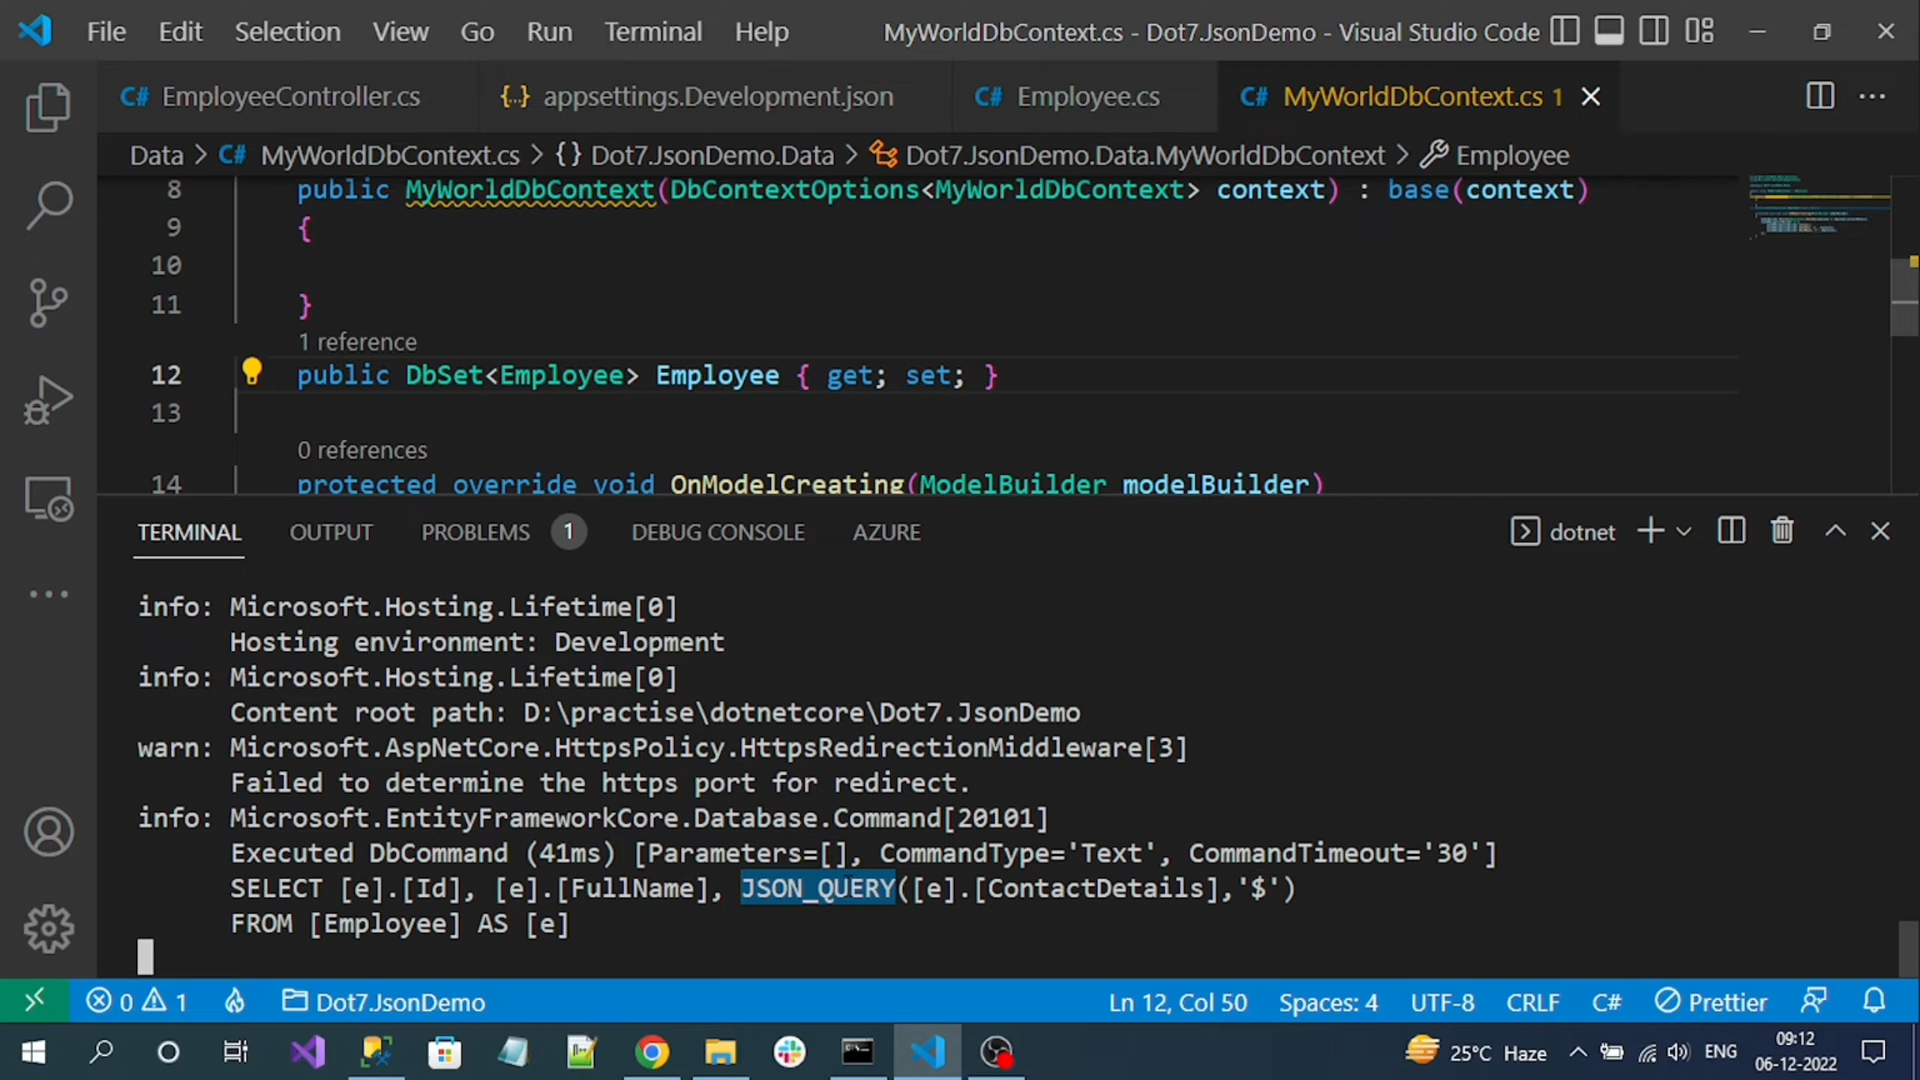 File Edit Selection View Go Run Terminal Help MyWorldDbContext.cs - Dot7.JsonDemo - Visual Studio Code
C# EmployeeController.cs {..} appsettings.Development.json C# Employee.cs C# MyWorldDbContext.cs 1
Data > C# MyWorldDbContext.cs > {} Dot7.JsonDemo.Data > Dot7.JsonDemo.Data.MyWorldDbContext > Employee
8 public MyWorldDbContext(DbContextOptions<MyWorldDbContext> context) : base(context)
9 {
10
11 }
1 reference
12 public DbSet<Employee> Employee { get; set; }
13
0 references
14 protected override void OnModelCreating(ModelBuilder modelBuilder)
TERMINAL OUTPUT PROBLEMS 1 DEBUG CONSOLE AZURE dotnet
info: Microsoft.Hosting.Lifetime[0]
Hosting environment: Development
info: Microsoft.Hosting.Lifetime[0]
Content root path: D:\practise\dotnetcore\Dot7.JsonDemo
warn: Microsoft.AspNetCore.HttpsPolicy.HttpsRedirectionMiddleware[3]
Failed to determine the https port for redirect.
info: Microsoft.EntityFrameworkCore.Database.Command[20101]
Executed DbCommand (41ms) [Parameters=[], CommandType='Text', CommandTimeout='30']
SELECT [e].[Id], [e].[FullName], JSON_QUERY([e].[ContactDetails],'$')
FROM [Employee] AS [e]
0 1 Dot7.JsonDemo Ln 12, Col 50 Spaces: 4 UTF-8 CRLF C# Prettier
25°C Haze ENG 09:12
06-12-2022